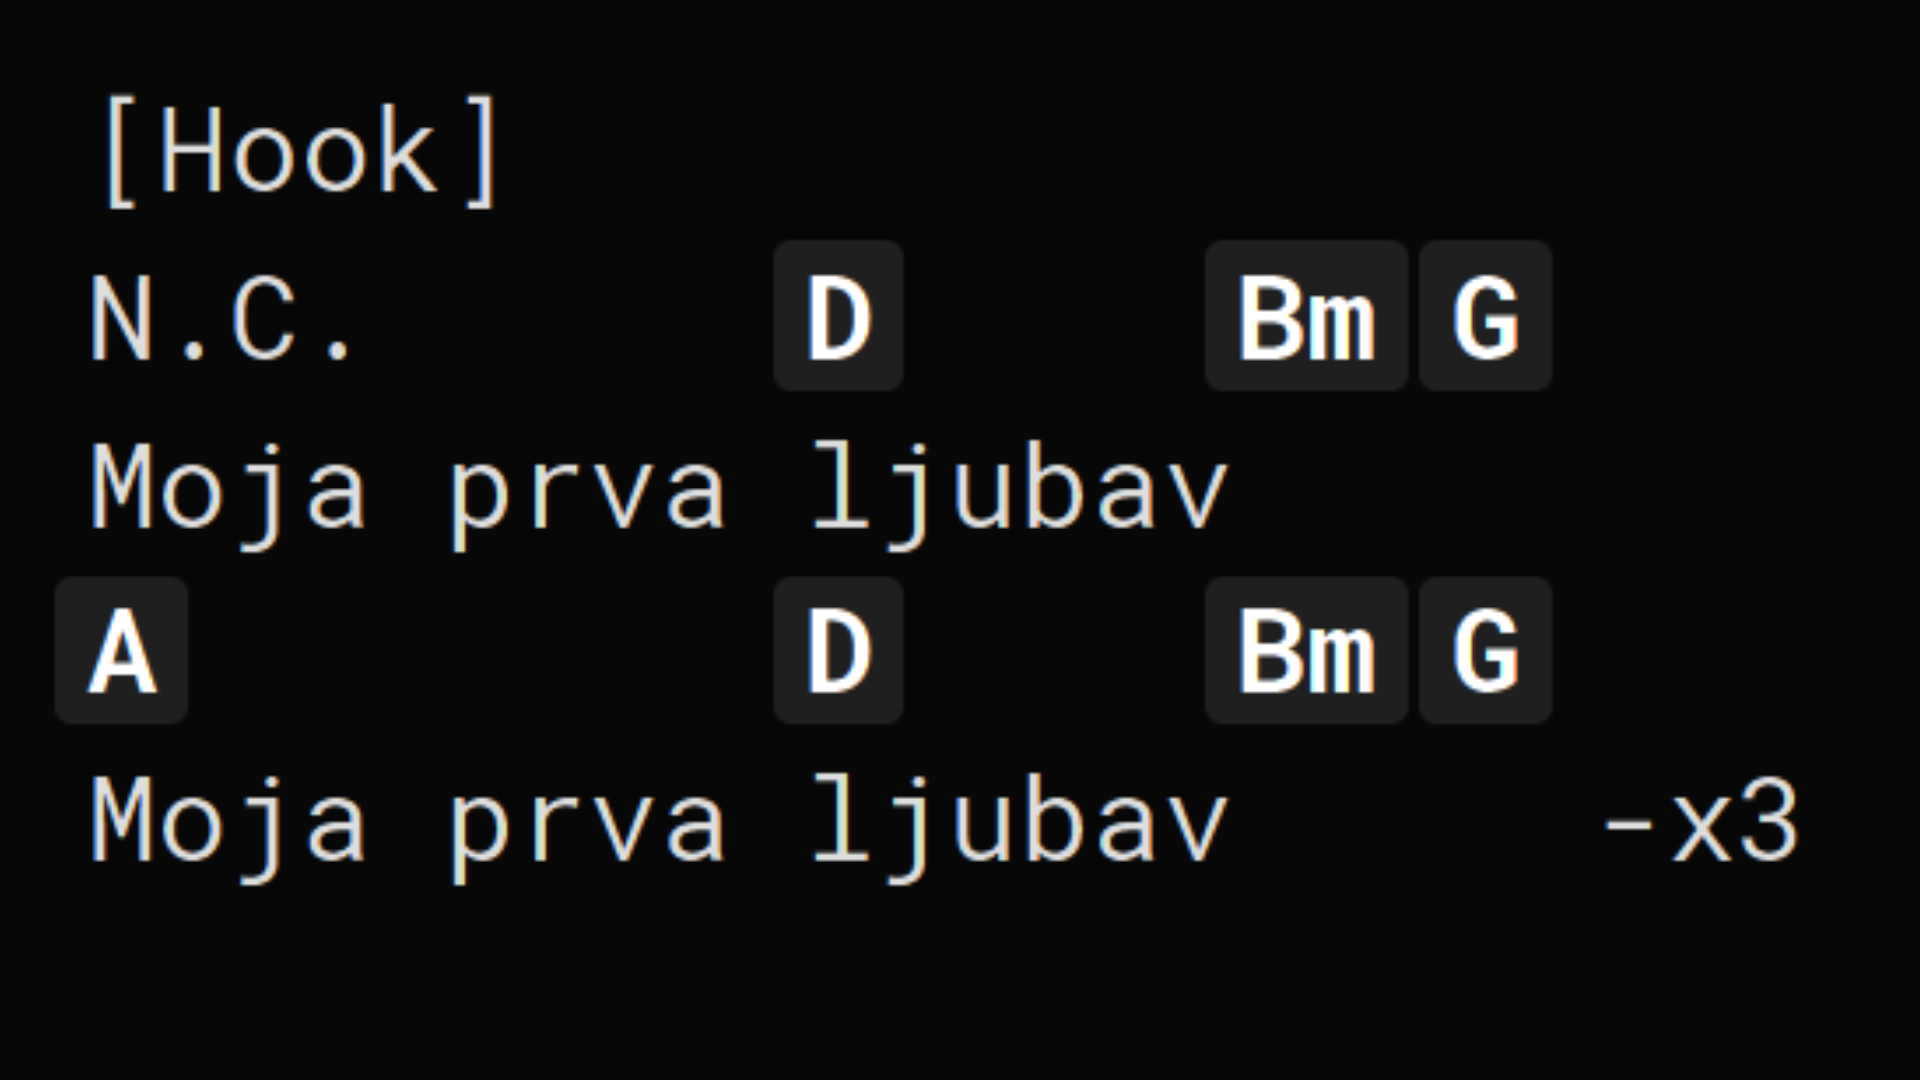 [Hook]
N.C. D Bm G
Moja prva ljubav
A D Bm G
Moja prva ljubav -x3